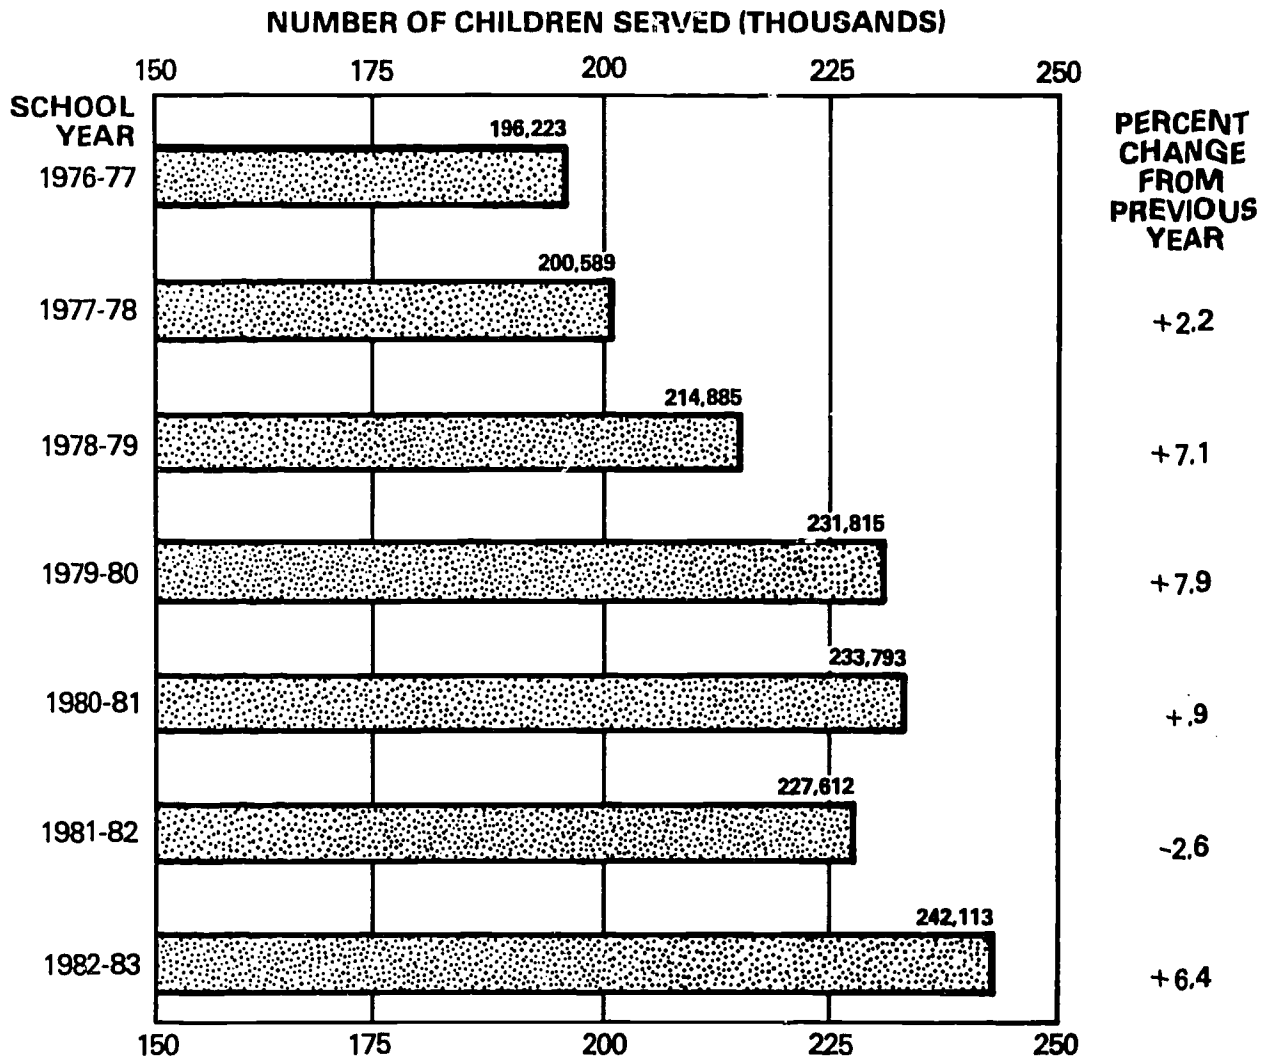 NUMBER OF CHILDREN SERVED (THOUSANDS)
150 175 200 225 250
SCHOOL
YEAR
PERCENT
CHANGE
FROM
PREVIOUS
YEAR
196,223
1976-77
200,589
1977-78 +2.2
214,885
1978-79 +7.1
231,815
1979-80 +7.9
233,793
1980-81 +.9
227,612
1981-82 -2.6
242,113
1982-83 +6.4
150 175 200 225 250